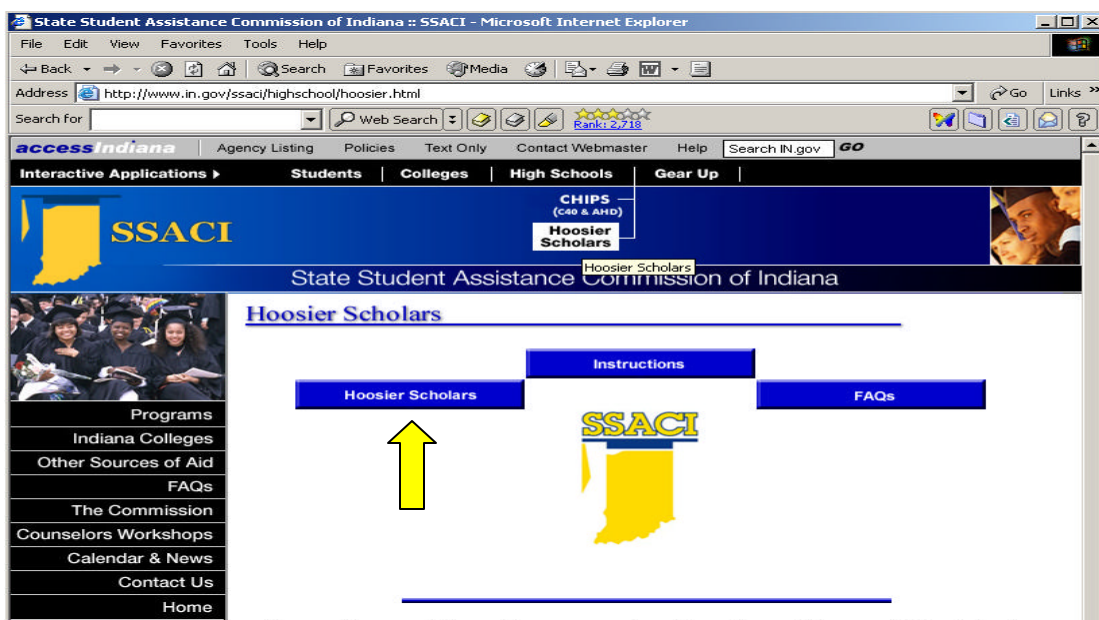 State Student Assistance Commission of Indiana :: SSACI - Microsoft Internet Explorer
File Edit View Favorites Tools Help
Back Search Favorites Media
Address http://www.in.gov/ssaci/highschool/hoosier.html Go Links »
Search for Web Search Rank: 2,718
accessIndiana Agency Listing Policies Text Only Contact Webmaster Help Search IN.gov GO
Interactive Applications Students | Colleges | High Schools | Gear Up |
CHIPS
(C40 & AHD)
SSACI
Hoosier
Scholars
Hoosier Scholars
State Student Assistance Commission of Indiana
Hoosier Scholars
Instructions
Hoosier Scholars FAQs
SSACI
Programs
Indiana Colleges
Other Sources of Aid
FAQs
The Commission
Counselors Workshops
Calendar & News
Contact Us
Home